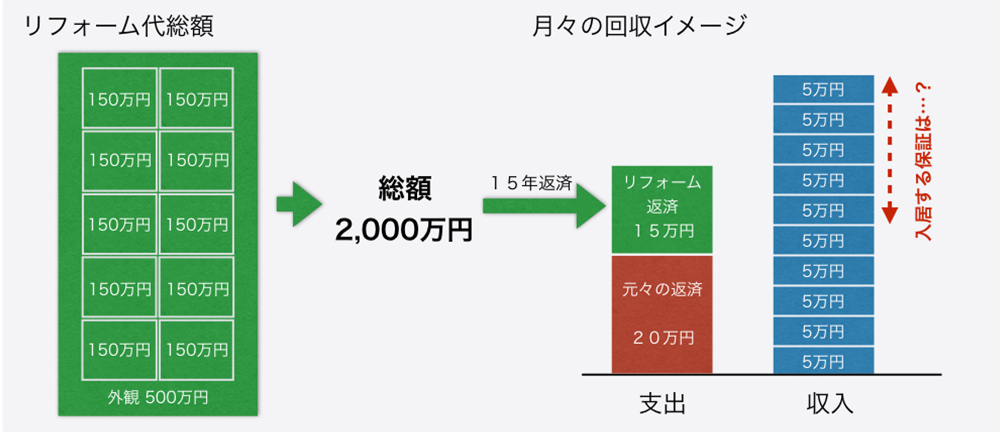 リフォーム代総額
150万円 150万円
150万円 150万円
150万円 150万円
150万円 150万円
150万円 150万円
外観 500万円
総額
2,000万円
１５年返済
月々の回収イメージ
リフォーム
返済
１５万円
元々の返済
２０万円
支出
5万円
5万円
5万円
5万円
5万円
5万円
5万円
5万円
5万円
5万円
収入
入居する保証は…？